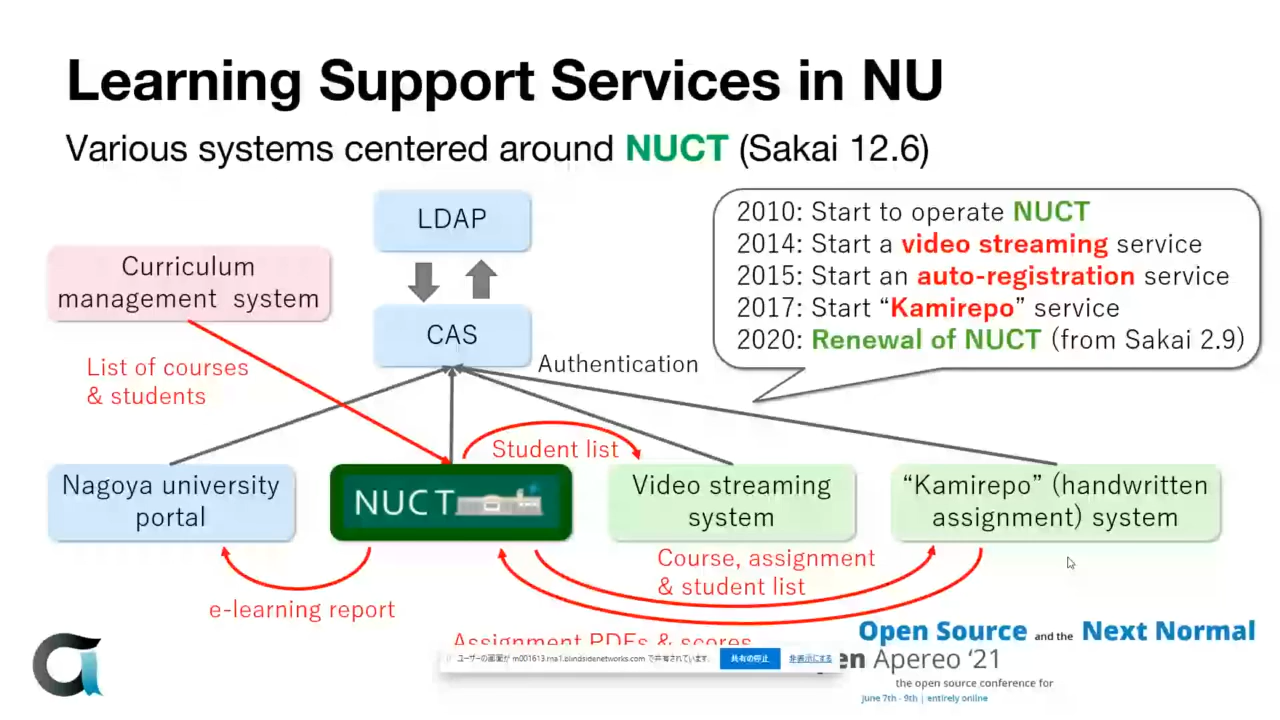 Learning Support Services in NU
Various systems centered around NUCT (Sakai 12.6)
LDAP
2010: Start to operate NUCT
2014: Start a video streaming service
2015: Start an auto-registration service
2017: Start “Kamirepo” service
2020: Renewal of NUCT (from Sakai 2.9)
Curriculum
management system
CAS
Authentication
List of courses
& students
Student list
Nagoya university
portal
NUCT
Video streaming
system
“Kamirepo” (handwritten
assignment) system
Course, assignment
& student list
e-learning report
Assignment PDFs & scores
Open Source and the Next Normal
en Apereo ‘21
the open source conference for
June 7th - 9th | entirely online
ユーザーの画面が m001613.ma1.blindsidenetworks.com で共有されています。
共有の停止
非表示にする